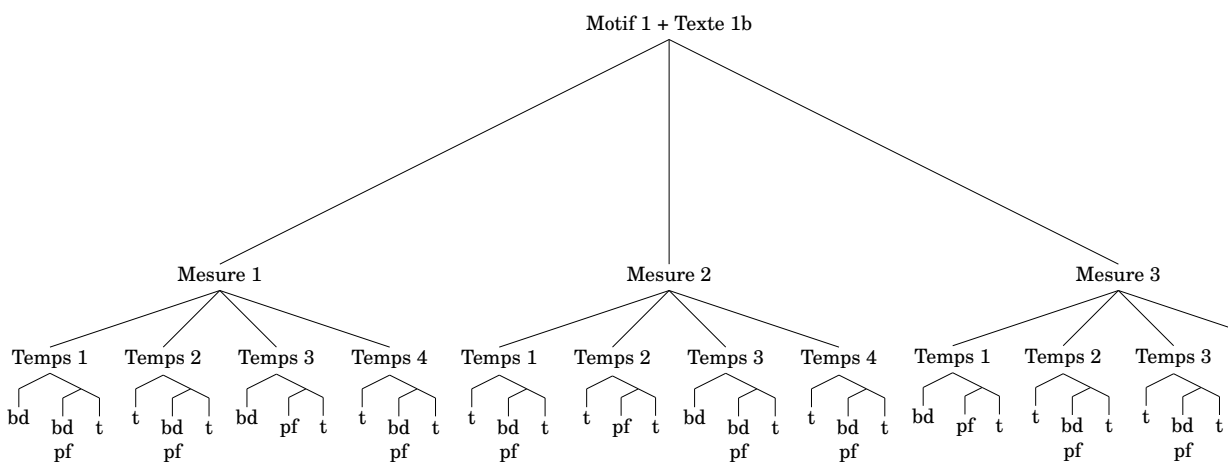 Motif 1 + Texte 1b
Mesure 1 Mesure 2 Mesure 3
Temps 1 Temps 2 Temps 3 Temps 4 Temps 1 Temps 2 Temps 3 Temps 4 Temps 1 Temps 2 Temps 3
bd bd t t bd t bd pf t t bd t t bd t t pf t bd bd t t bd t bd pf t t bd t t bd t
pf pf pf pf pf pf pf pf